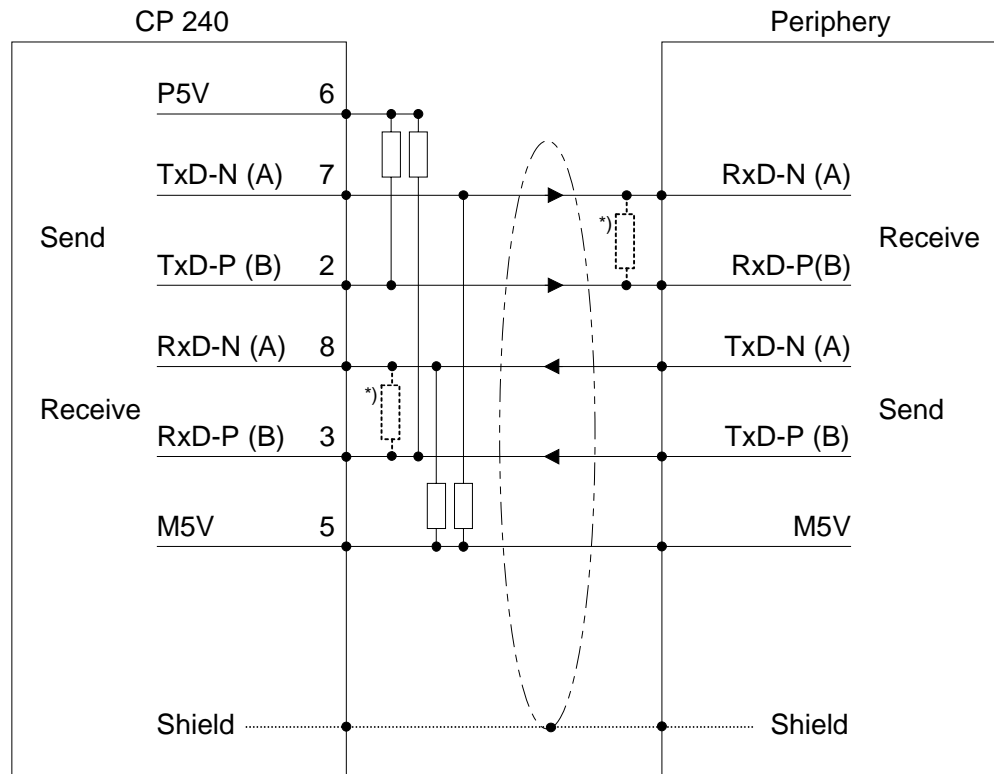 CP 240 Periphery
P5V 6
TxD-N (A) 7 RxD-N (A)
*)
Send Receive
TxD-P (B) 2 RxD-P(B)
RxD-N (A) 8 TxD-N (A)
*)
Receive Send
RxD-P (B) 3 TxD-P (B)
M5V 5 M5V
Shield Shield